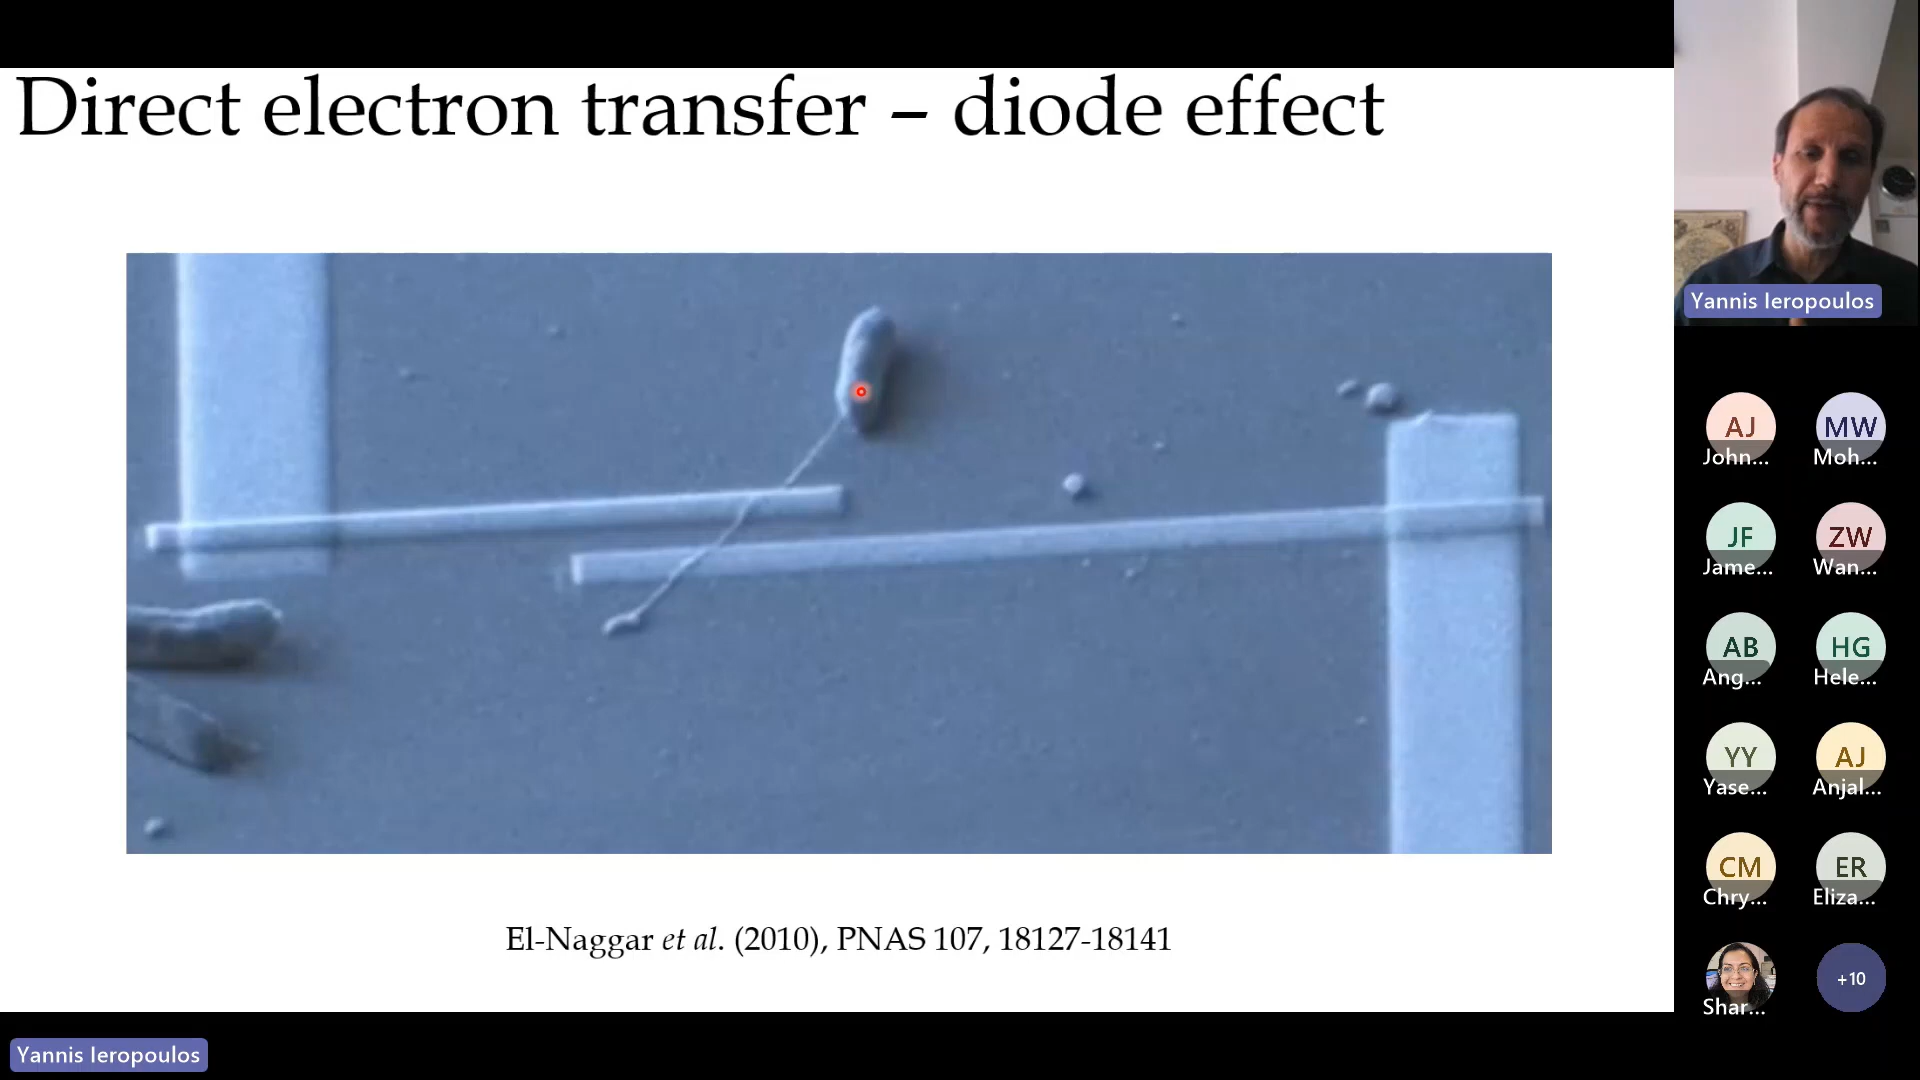 Direct electron transfer – diode effect
El-Naggar et al. (2010), PNAS 107, 18127-18141
Yannis Ieropoulos
Yannis Ieropoulos
AJ
John...
MW
Moh...
JF
Jame...
ZW
Wan...
AB
Ang...
HG
Hele...
YY
Yase...
AJ
Anjal...
CM
Chry...
ER
Eliza...
Shar...
+10